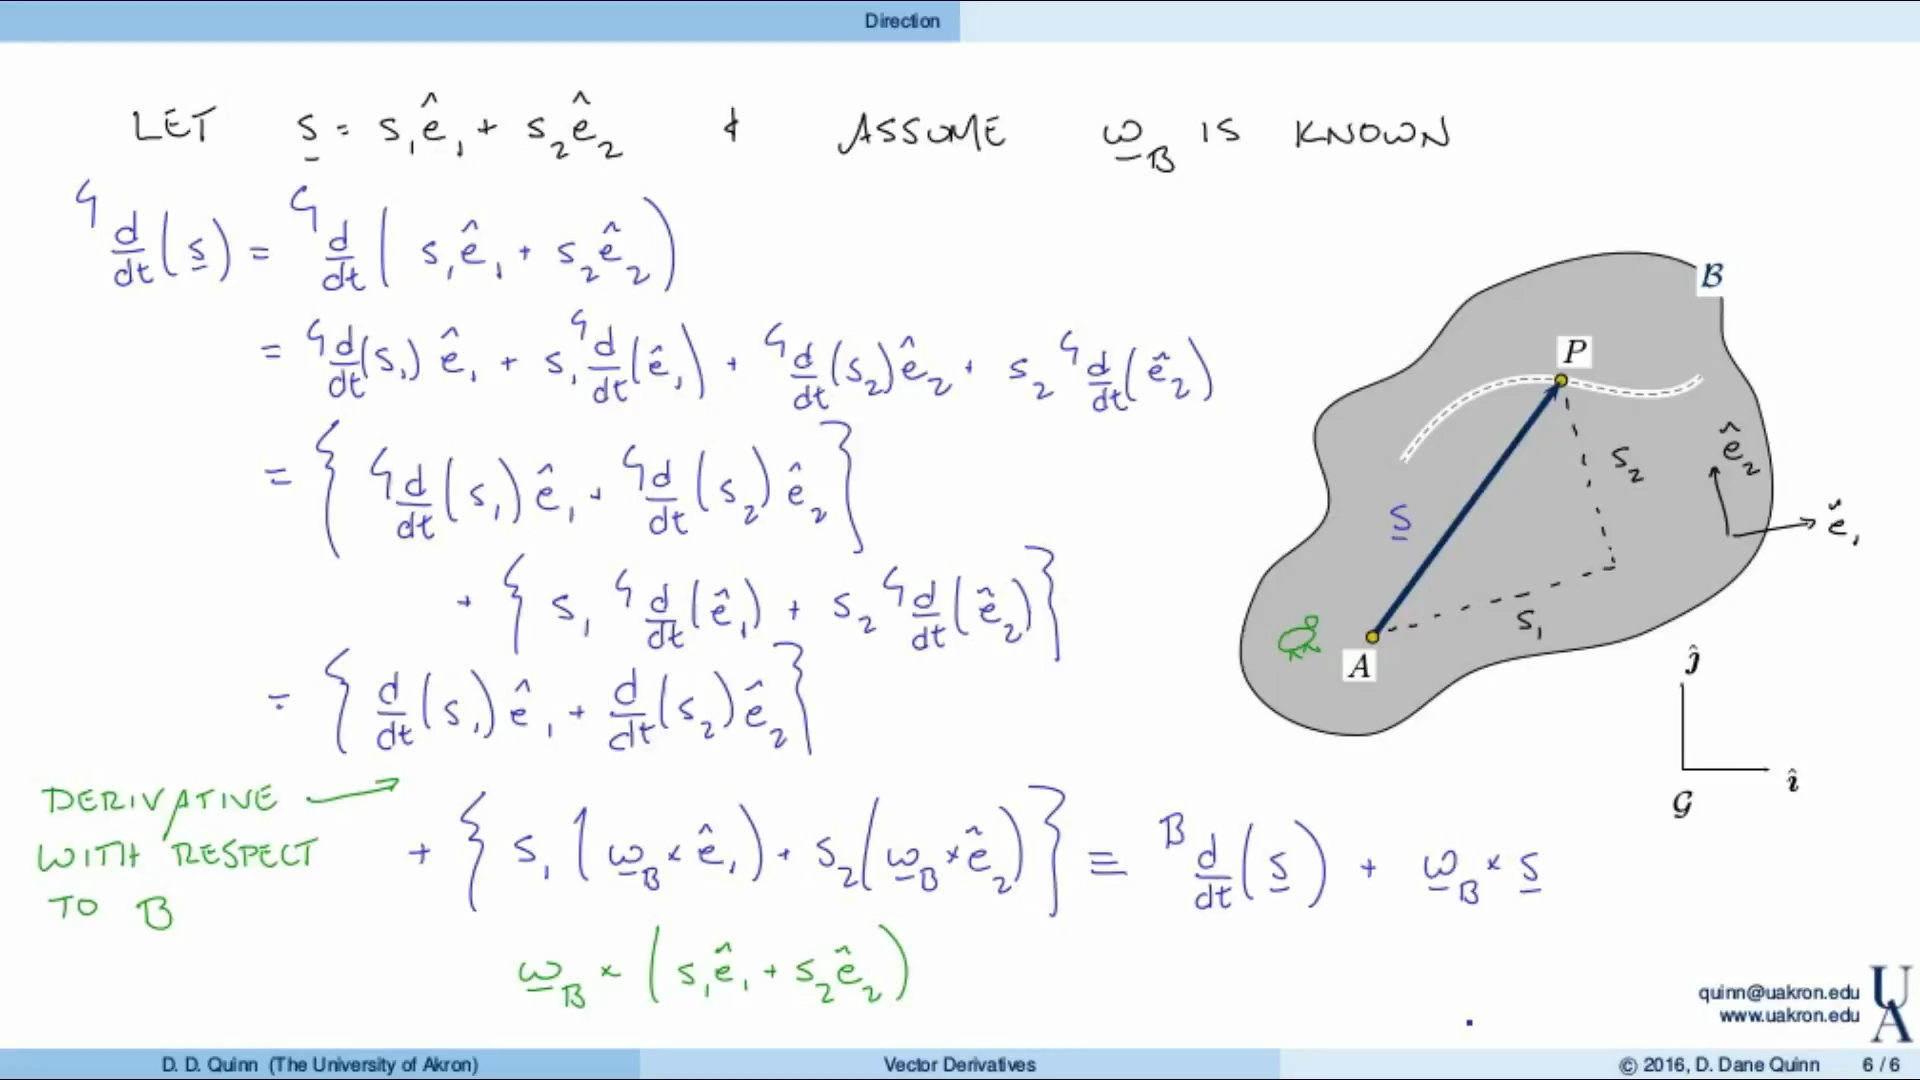 Direction
LET s = s₁ê₁ + s₂ê₂ & ASSUME ω_B IS KNOWN
ᴳd/dt(s) = ᴳd/dt(s₁ê₁ + s₂ê₂)
= ᴳd/dt(s₁)ê₁ + s₁ ᴳd/dt(ê₁) + ᴳd/dt(s₂)ê₂ + s₂ ᴳd/dt(ê₂)
= {ᴳd/dt(s₁)ê₁ + ᴳd/dt(s₂)ê₂}
+ {s₁ ᴳd/dt(ê₁) + s₂ ᴳd/dt(ê₂)}
= {d/dt(s₁)ê₁ + d/dt(s₂)ê₂}
+ {s₁(ω_B × ê₁) + s₂(ω_B × ê₂)} ≡ ᴮd/dt(s) + ω_B × s
DERIVATIVE →
WITH RESPECT
TO B
ω_B × (s₁ê₁ + s₂ê₂)
B
P
s₂
ê₂
s
ê₁
s₁
A
ĵ
î
G
quinn@uakron.edu
www.uakron.edu
UA
D. D. Quinn (The University of Akron)
Vector Derivatives
© 2016, D. Dane Quinn 6 / 6